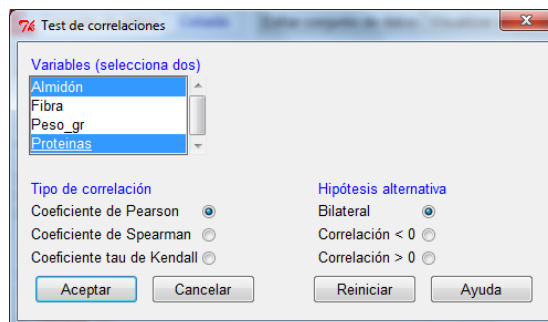 Test de correlaciones
Variables (selecciona dos)
Almidón
Fibra
Peso_gr
Proteinas
Tipo de correlación
Coeficiente de Pearson
Coeficiente de Spearman
Coeficiente tau de Kendall
Hipótesis alternativa
Bilateral
Correlación < 0
Correlación > 0
Aceptar
Cancelar
Reiniciar
Ayuda